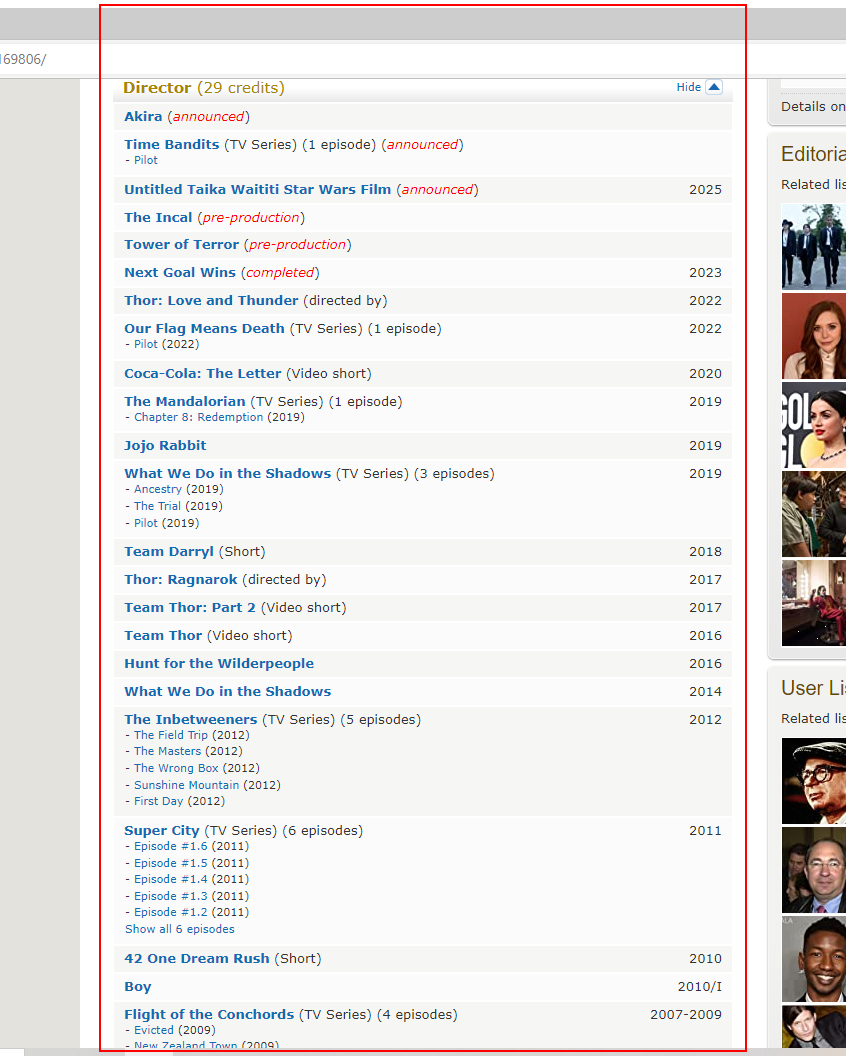 169806/
Director (29 credits)
Hide
Akira (announced)
Time Bandits (TV Series) (1 episode) (announced)
- Pilot
Untitled Taika Waititi Star Wars Film (announced) 2025
The Incal (pre-production)
Tower of Terror (pre-production)
Next Goal Wins (completed) 2023
Thor: Love and Thunder (directed by) 2022
Our Flag Means Death (TV Series) (1 episode) 2022
- Pilot (2022)
Coca-Cola: The Letter (Video short) 2020
The Mandalorian (TV Series) (1 episode) 2019
- Chapter 8: Redemption (2019)
Jojo Rabbit 2019
What We Do in the Shadows (TV Series) (3 episodes) 2019
- Ancestry (2019)
- The Trial (2019)
- Pilot (2019)
Team Darryl (Short) 2018
Thor: Ragnarok (directed by) 2017
Team Thor: Part 2 (Video short) 2017
Team Thor (Video short) 2016
Hunt for the Wilderpeople 2016
What We Do in the Shadows 2014
The Inbetweeners (TV Series) (5 episodes) 2012
- The Field Trip (2012)
- The Masters (2012)
- The Wrong Box (2012)
- Sunshine Mountain (2012)
- First Day (2012)
Super City (TV Series) (6 episodes) 2011
- Episode #1.6 (2011)
- Episode #1.5 (2011)
- Episode #1.4 (2011)
- Episode #1.3 (2011)
- Episode #1.2 (2011)
Show all 6 episodes
42 One Dream Rush (Short) 2010
Boy 2010/I
Flight of the Conchords (TV Series) (4 episodes) 2007-2009
- Evicted (2009)
- New Zealand Town (2009)
Details on
Editoria
Related lis
User Lis
Related lis